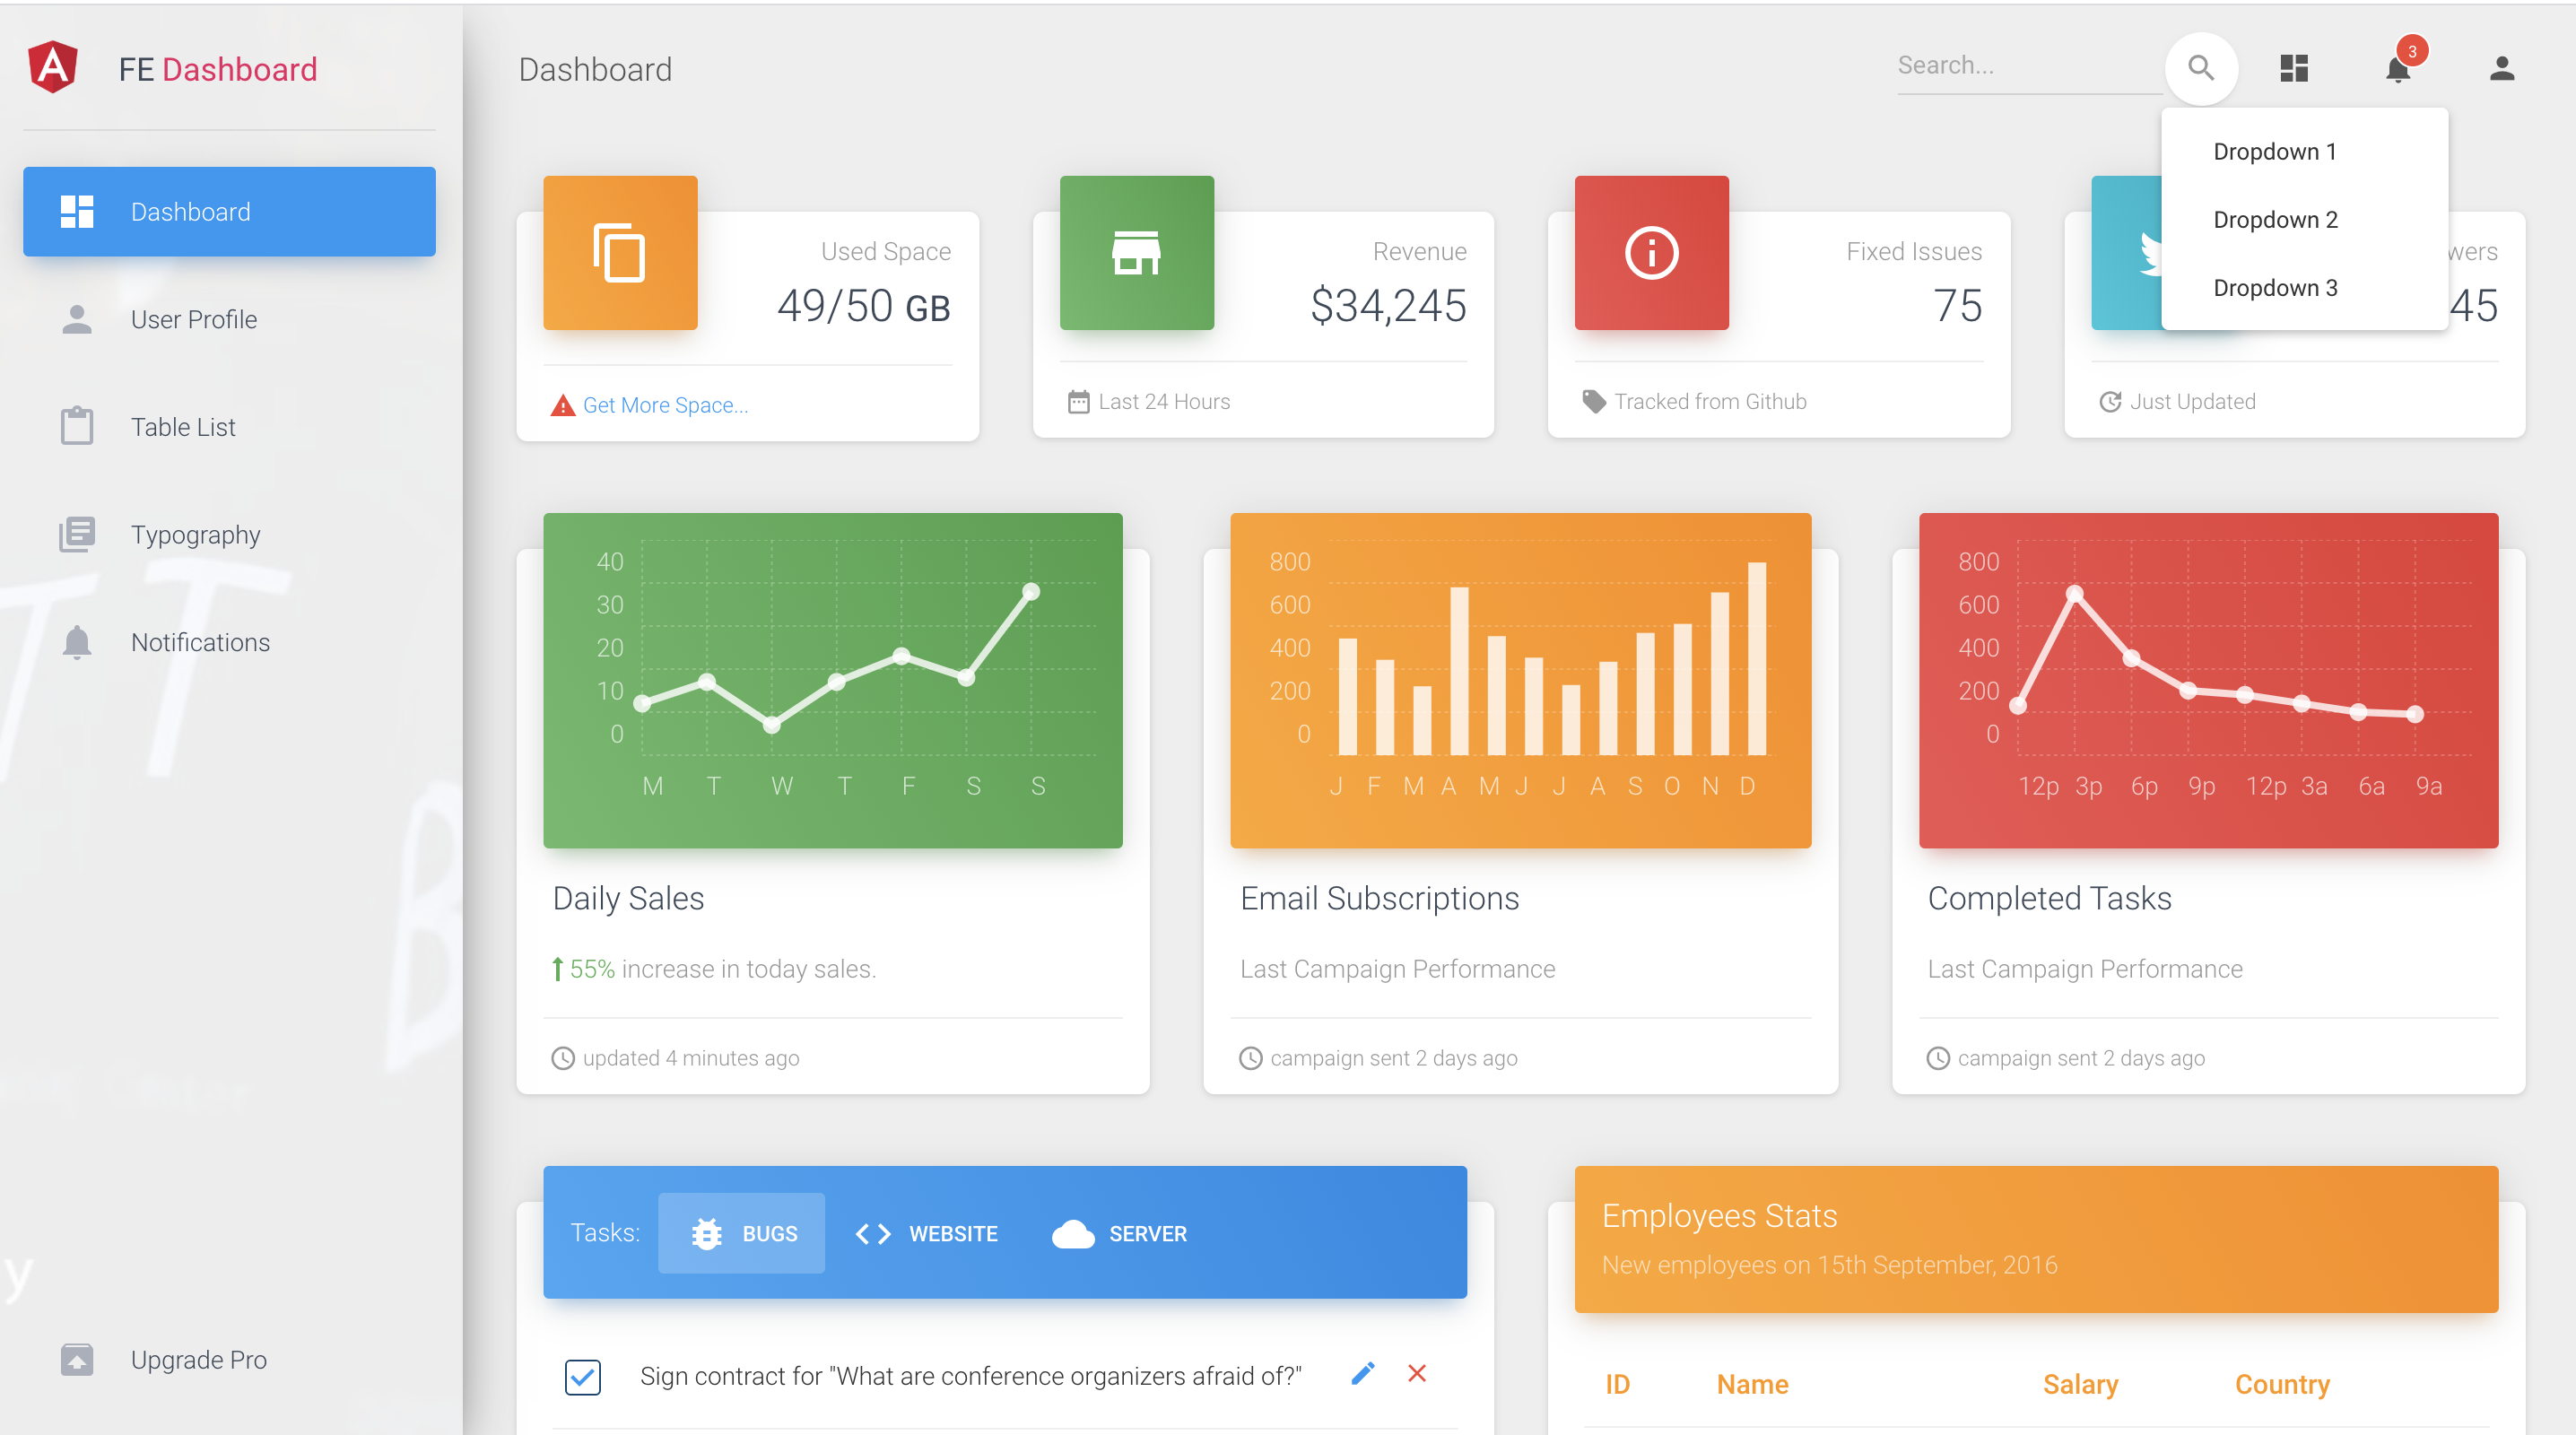 FE Dashboard
Dashboard
User Profile
Table List
Typography
Notifications
Upgrade Pro
Dashboard
Search...
3
Dropdown 1
Dropdown 2
Dropdown 3
Used Space
49/50 GB
Get More Space...
Revenue
$34,245
Last 24 Hours
Fixed Issues
75
Tracked from Github
wers
45
Just Updated
40
30
20
10
0
M T W T F S S
Daily Sales
55% increase in today sales.
updated 4 minutes ago
800
600
400
200
0
J F M A M J J A S O N D
Email Subscriptions
Last Campaign Performance
campaign sent 2 days ago
800
600
400
200
0
12p 3p 6p 9p 12p 3a 6a 9a
Completed Tasks
Last Campaign Performance
campaign sent 2 days ago
Tasks: BUGS WEBSITE SERVER
Sign contract for "What are conference organizers afraid of?"
Employees Stats
New employees on 15th September, 2016
ID Name Salary Country